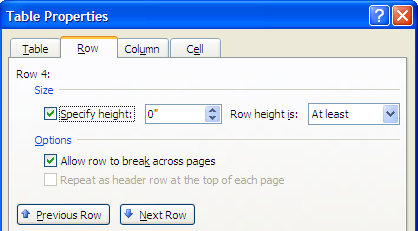 Table Properties
Table Row Column Cell
Row 4:
Size
Specify height: 0" Row height is: At least
Options
Allow row to break across pages
Repeat as header row at the top of each page
Previous Row Next Row